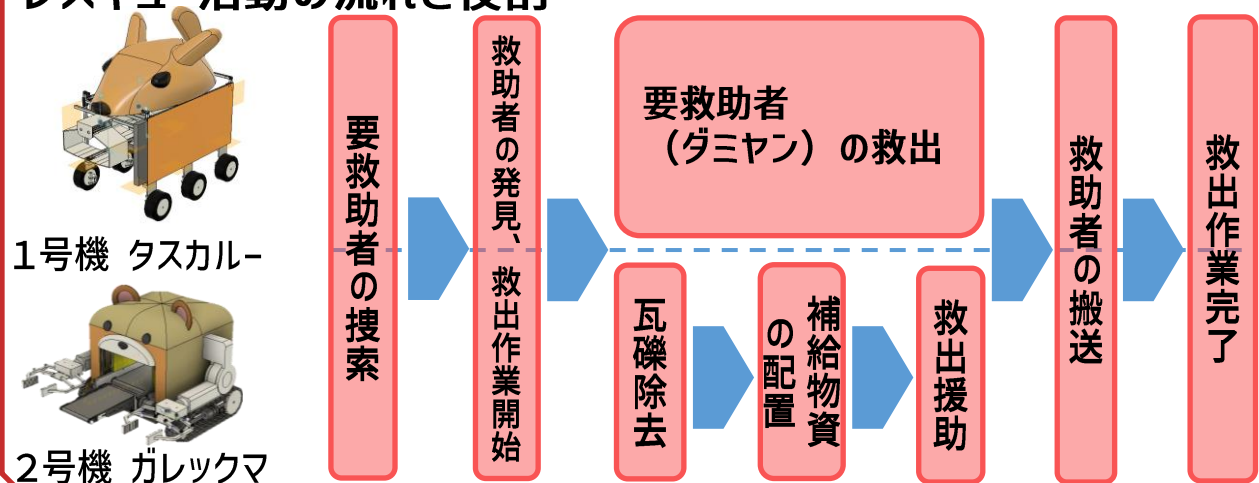 レスキュー活動の流れと役割
1号機 タスカルー
2号機 ガレックマ
要救助者の捜索
救助者の発見、救出作業開始
要救助者
（ダミヤン）の救出
瓦礫除去
補給物資
の配置
救出援助
救助者の搬送
救出作業完了